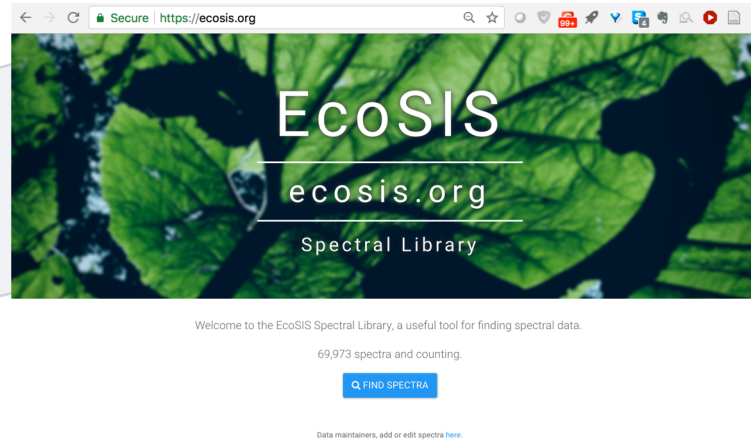 Secure https://ecosis.org
99+
4
EcoSIS
ecosis.org
Spectral Library
Welcome to the EcoSIS Spectral Library, a useful tool for finding spectral data.
69,973 spectra and counting.
FIND SPECTRA
Data maintainers, add or edit spectra here.